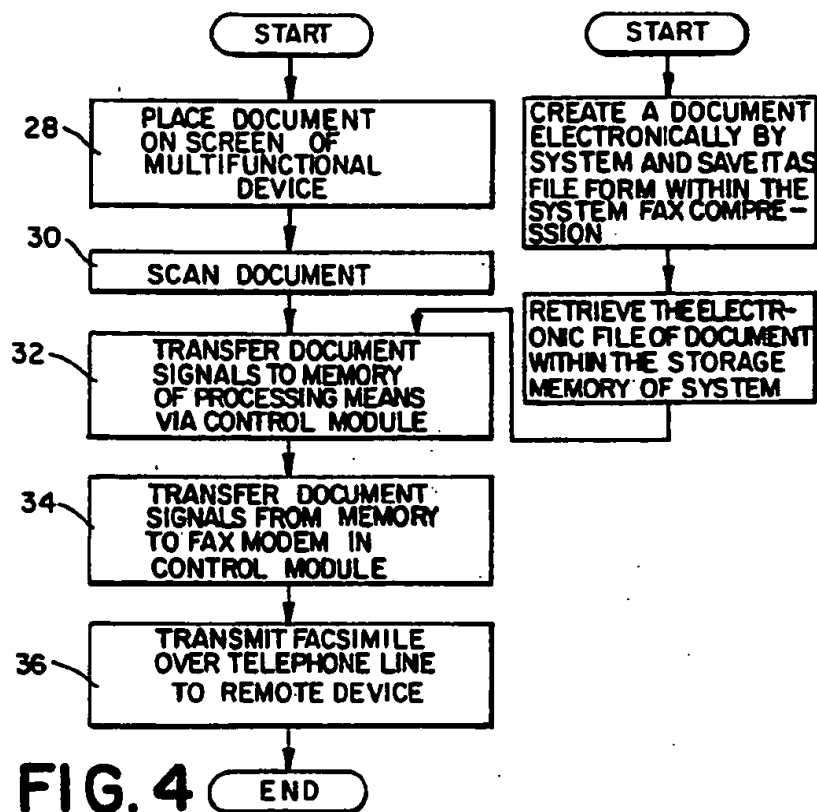 START
28
PLACE DOCUMENT
ON SCREEN OF
MULTIFUNCTIONAL
DEVICE
30
SCAN DOCUMENT
32
TRANSFER DOCUMENT
SIGNALS TO MEMORY
OF PROCESSING MEANS
VIA CONTROL MODULE
34
TRANSFER DOCUMENT
SIGNALS FROM MEMORY
TO FAX MODEM IN
CONTROL MODULE
36
TRANSMIT FACSIMILE
OVER TELEPHONE LINE
TO REMOTE DEVICE
END
START
CREATE A DOCUMENT
ELECTRONICALLY BY
SYSTEM AND SAVE IT AS
FILE FORM WITHIN THE
SYSTEM FAX COMPRE-
SSION
RETRIEVE THE ELECTR-
ONIC FILE OF DOCUMENT
WITHIN THE STORAGE
MEMORY OF SYSTEM
FIG. 4